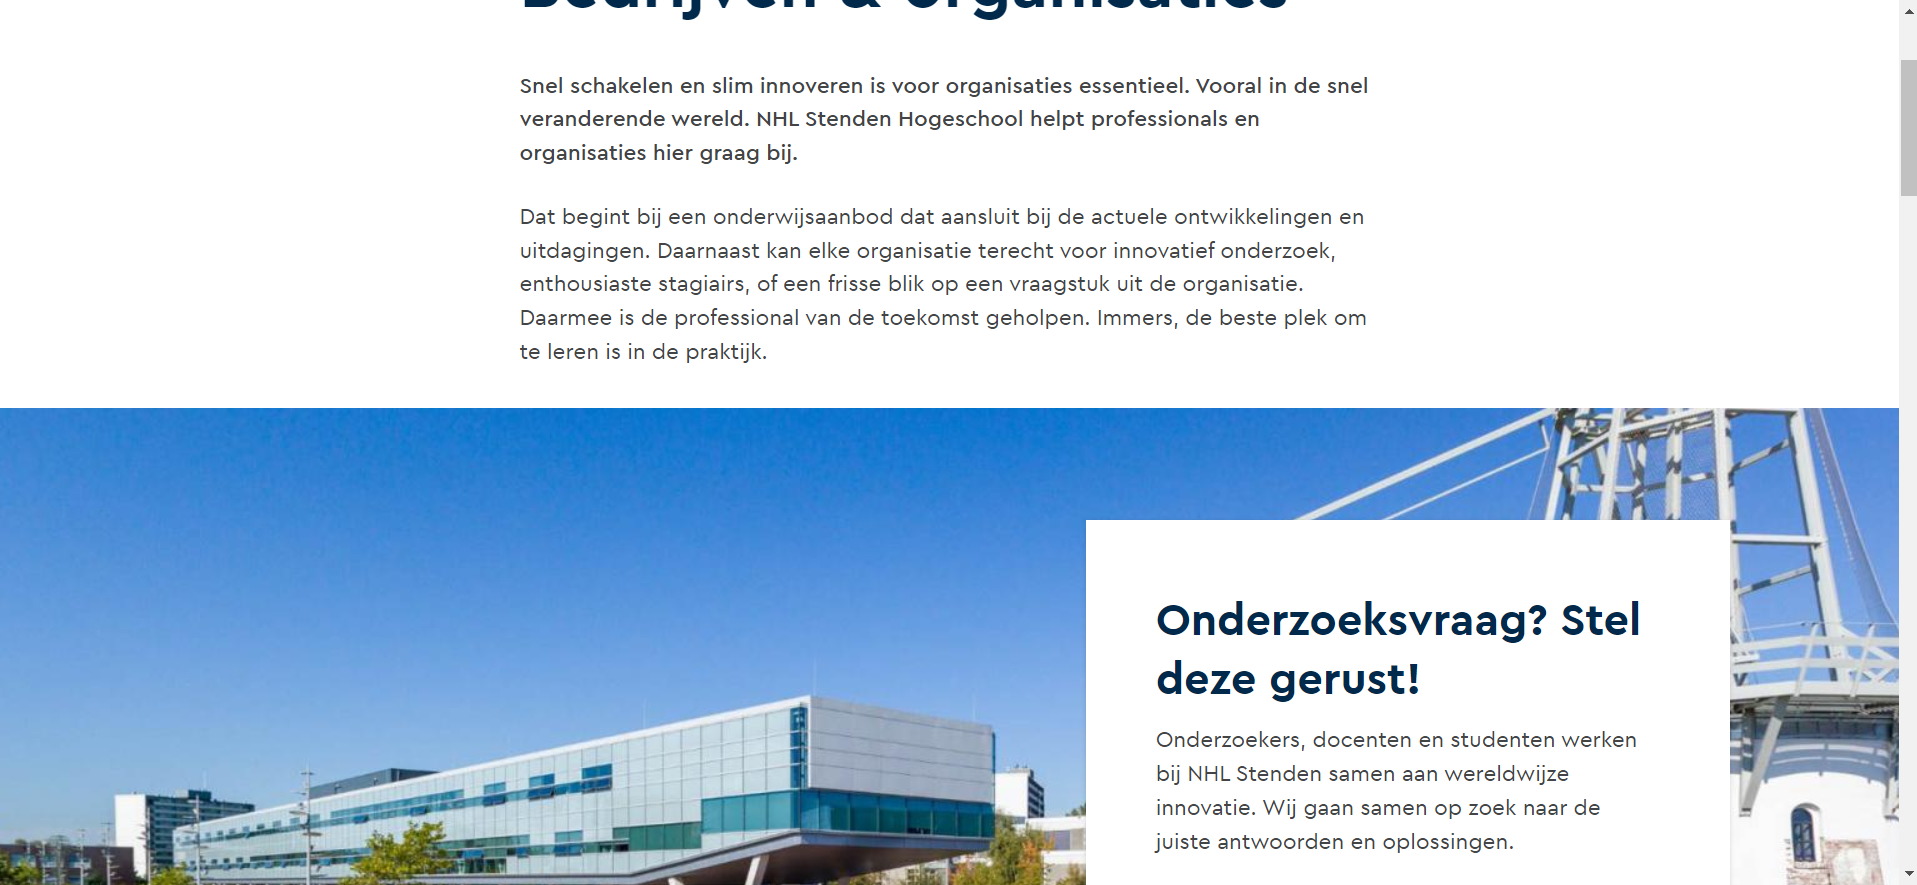 Bedrijven & organisaties
Snel schakelen en slim innoveren is voor organisaties essentieel. Vooral in de snel
veranderende wereld. NHL Stenden Hogeschool helpt professionals en
organisaties hier graag bij.
Dat begint bij een onderwijsaanbod dat aansluit bij de actuele ontwikkelingen en
uitdagingen. Daarnaast kan elke organisatie terecht voor innovatief onderzoek,
enthousiaste stagiairs, of een frisse blik op een vraagstuk uit de organisatie.
Daarmee is de professional van de toekomst geholpen. Immers, de beste plek om
te leren is in de praktijk.
Onderzoeksvraag? Stel
deze gerust!
Onderzoekers, docenten en studenten werken
bij NHL Stenden samen aan wereldwijze
innovatie. Wij gaan samen op zoek naar de
juiste antwoorden en oplossingen.